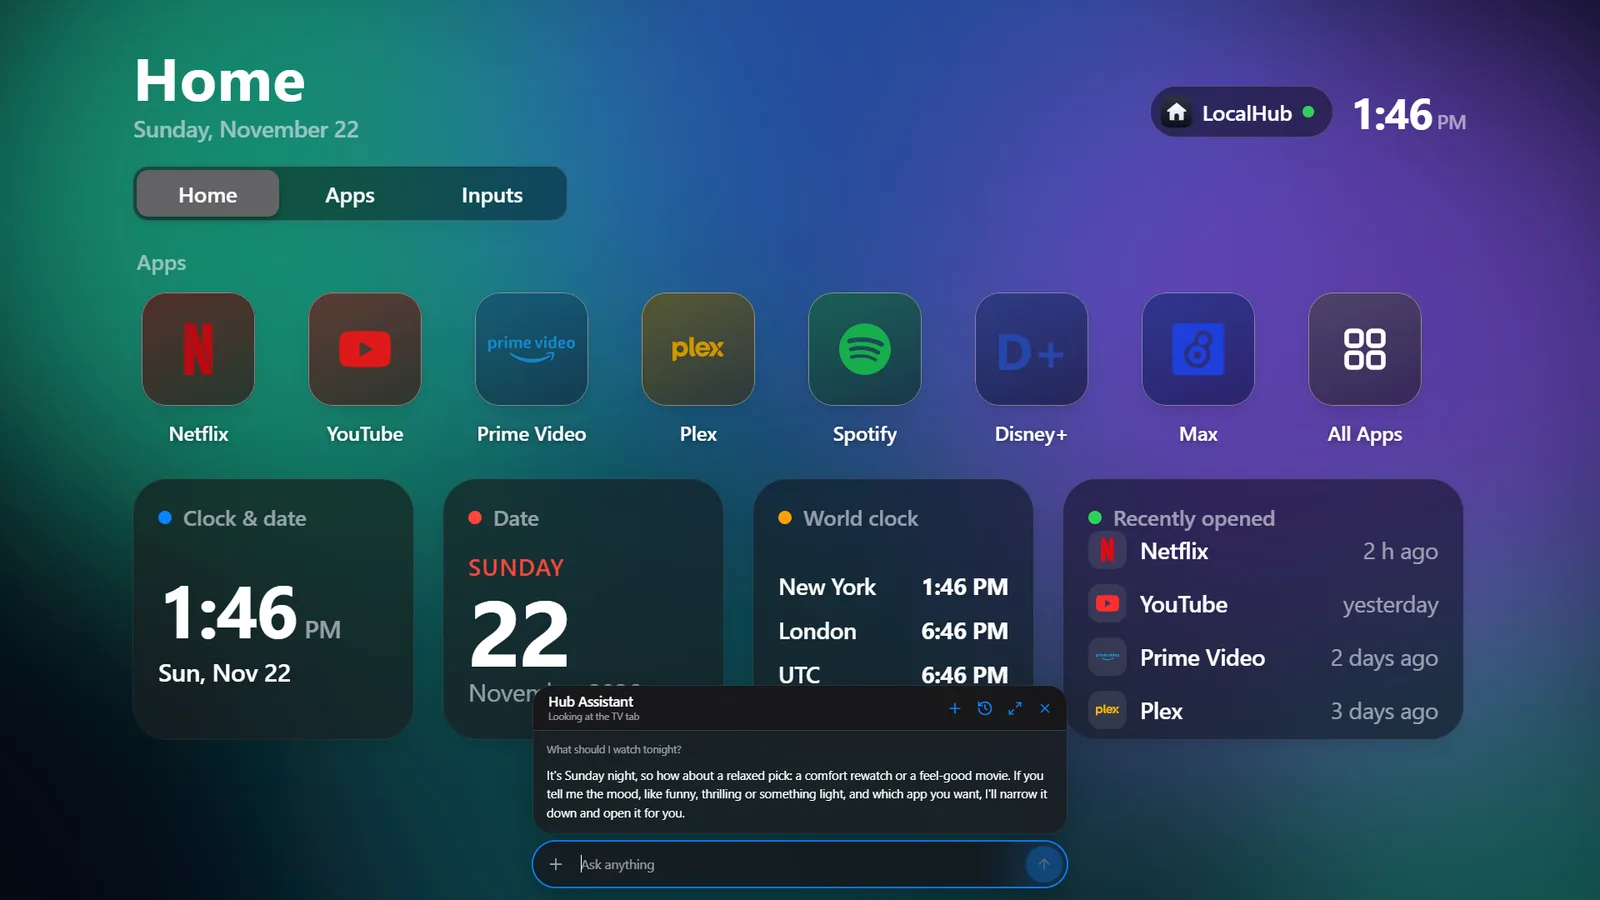 Home
Sunday, November 22
LocalHub
1:46 PM
Home
Apps
Inputs
Apps
prime video
plex
D+
Netflix
YouTube
Prime Video
Plex
Spotify
Disney+
Max
All Apps
Clock & date
1:46 PM
Sun, Nov 22
Date
SUNDAY
22
World clock
New York 1:46 PM
London 6:46 PM
UTC 6:46 PM
Recently opened
Netflix 2 h ago
YouTube yesterday
prime video
Prime Video 2 days ago
plex
Plex 3 days ago
Hub Assistant
Looking at the TV tab
What should I watch tonight?
It's Sunday night, so how about a relaxed pick: a comfort rewatch or a feel-good movie. If you
tell me the mood, like funny, thrilling or something light, and which app you want, I'll narrow it
down and open it for you.
Ask anything